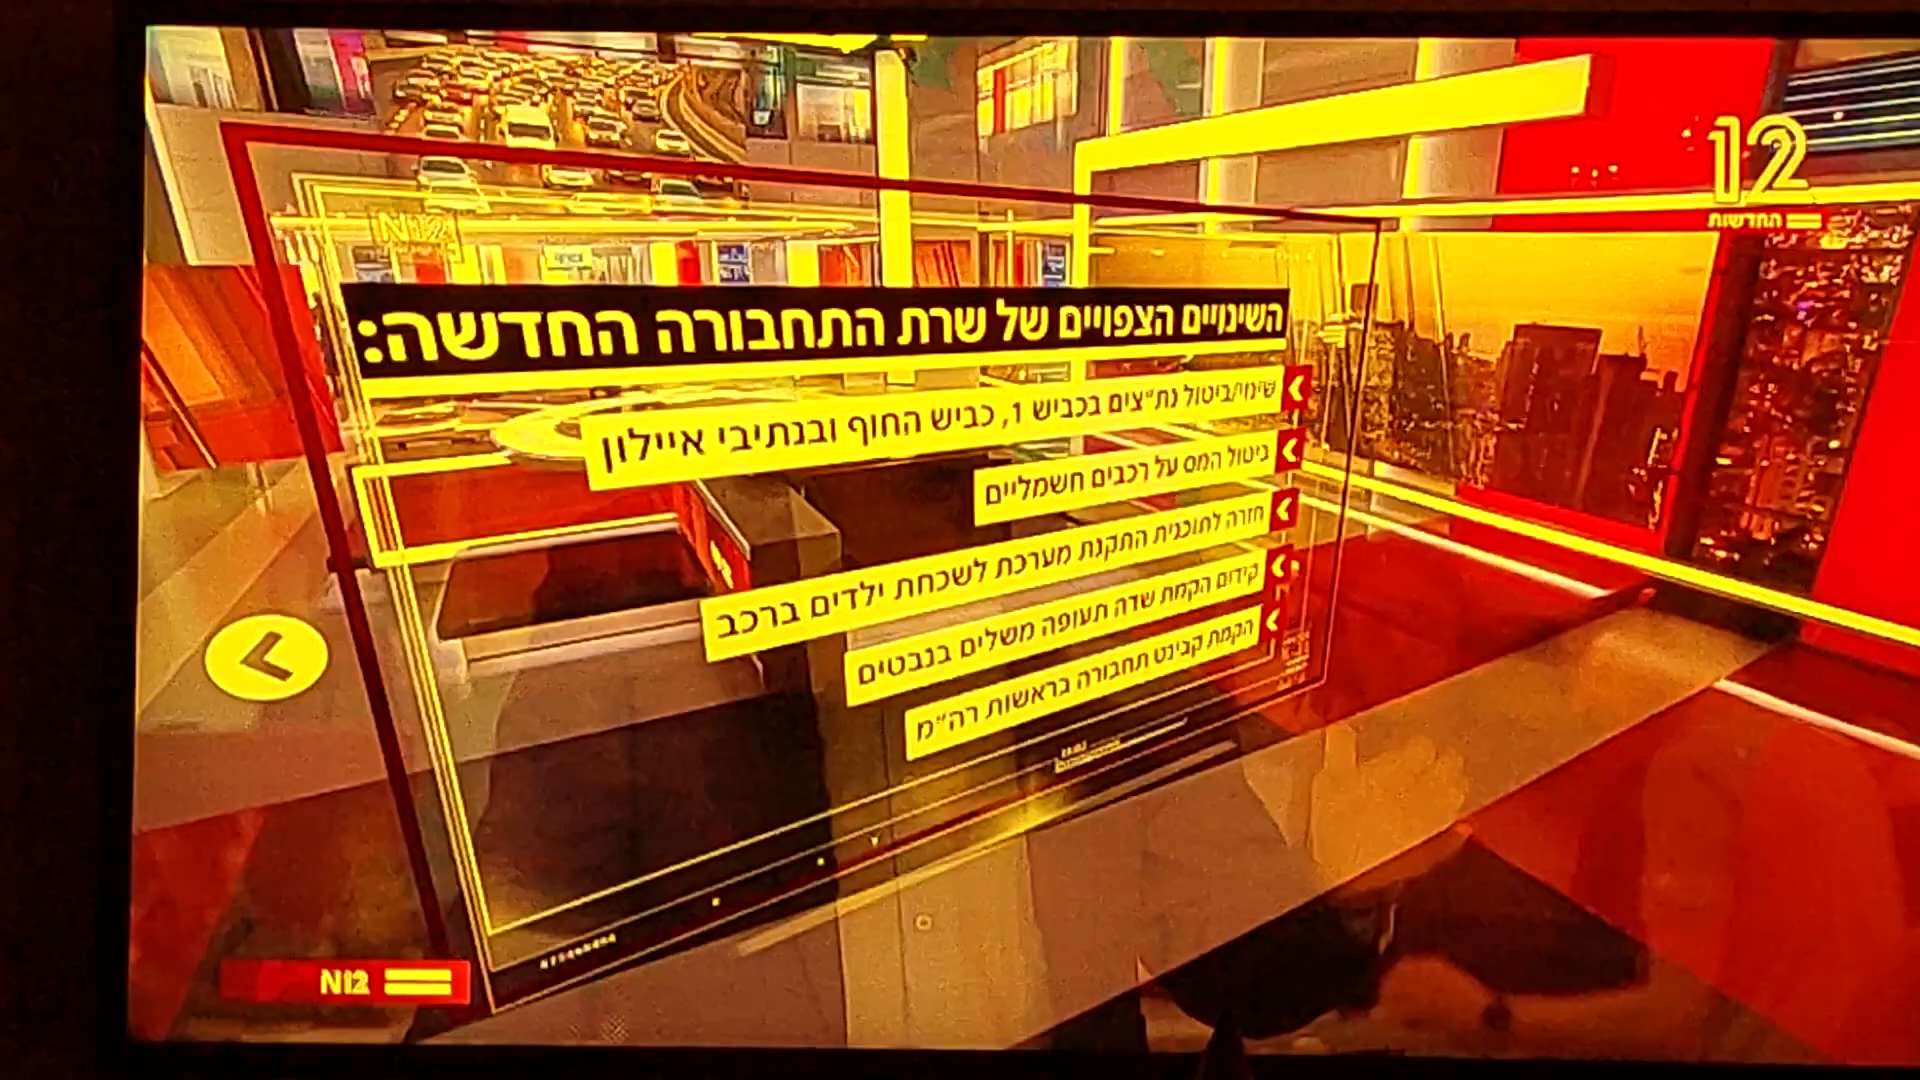 12
החדשות
N12
השינויים הצפויים של שרת התחבורה החדשה:
שינוי/ביטול נת״צים בכביש 1, כביש החוף ובנתיבי איילון
ביטול המס על רכבים חשמליים
חזרה לתוכנית התקנת מערכת לשכחת ילדים ברכב
קידום הקמת שדה תעופה משלים בנבטים
הקמת קבינט תחבורה בראשות רה״מ
N12